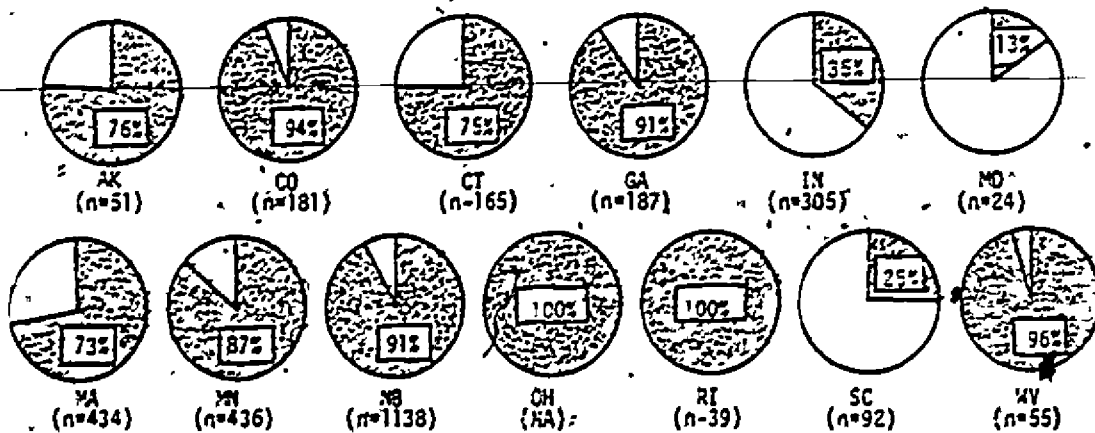 76% 94% 75% 91% 35% 13%
AK CO CT GA IN MD
(n=51) (n=181) (n-165) (n=187) (n=305) (n=24)
73% 87% 91% 100% 100% 25% 96%
MA MN NB OH RI SC WV
(n=434) (n=436) (n=1138) (NA) (n-39) (n=92) (n=55)